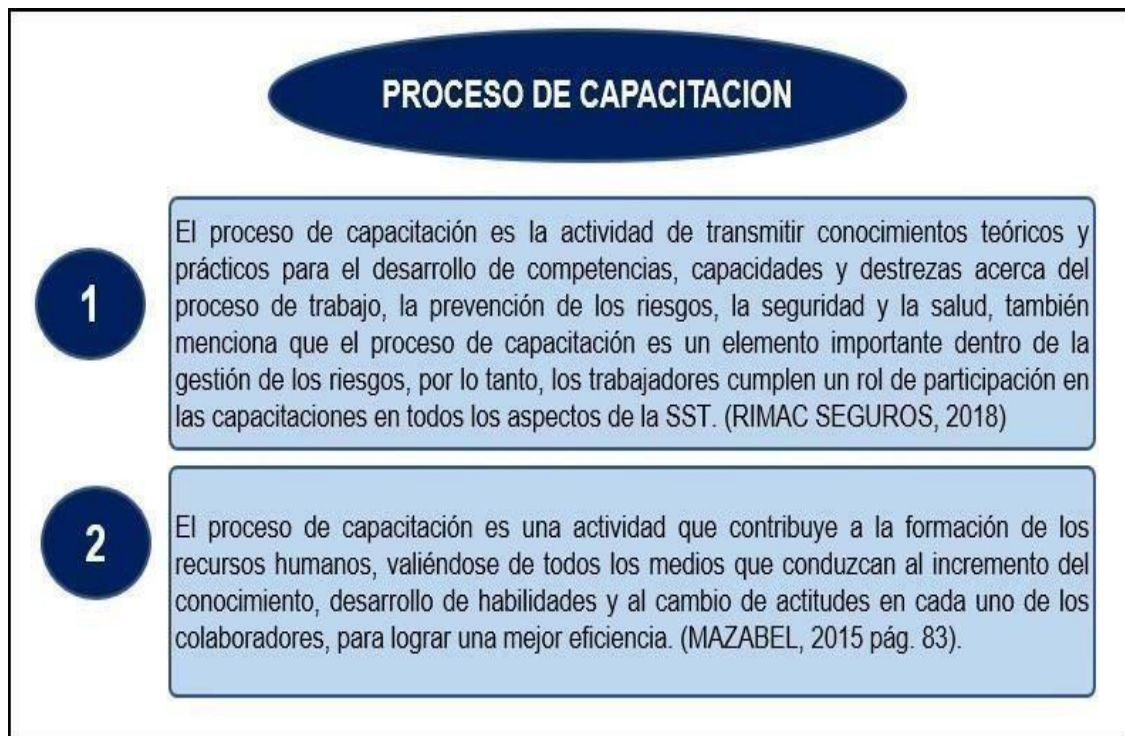 PROCESO DE CAPACITACION
1
El proceso de capacitación es la actividad de transmitir conocimientos teóricos y
prácticos para el desarrollo de competencias, capacidades y destrezas acerca del
proceso de trabajo, la prevención de los riesgos, la seguridad y la salud, también
menciona que el proceso de capacitación es un elemento importante dentro de la
gestión de los riesgos, por lo tanto, los trabajadores cumplen un rol de participación en
las capacitaciones en todos los aspectos de la SST. (RIMAC SEGUROS, 2018)
2
El proceso de capacitación es una actividad que contribuye a la formación de los
recursos humanos, valiéndose de todos los medios que conduzcan al incremento del
conocimiento, desarrollo de habilidades y al cambio de actitudes en cada uno de los
colaboradores, para lograr una mejor eficiencia. (MAZABEL, 2015 pág. 83).